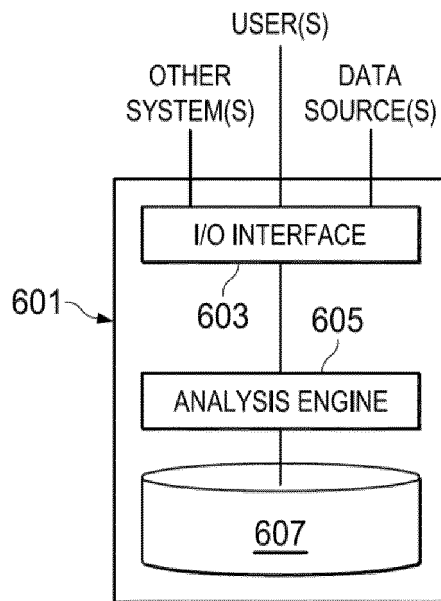 USER(S)
OTHER
SYSTEM(S)
DATA
SOURCE(S)
I/O INTERFACE
601
603
605
ANALYSIS ENGINE
607